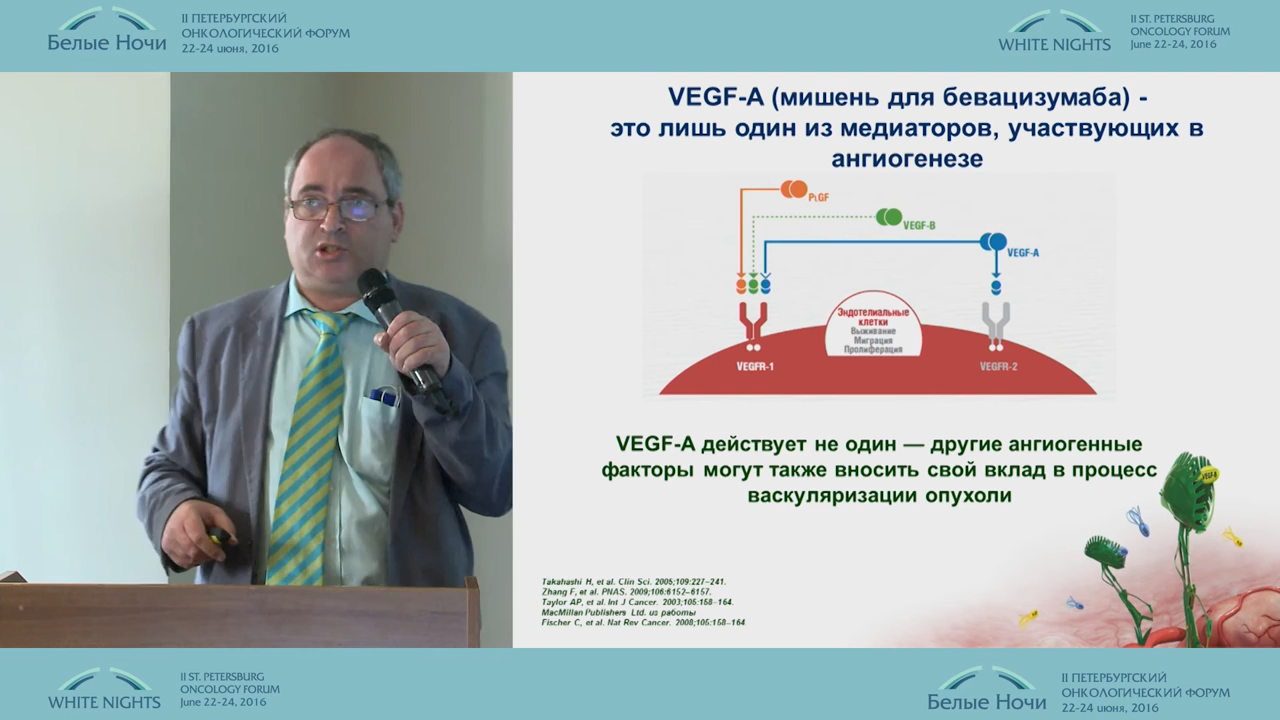 Белые Ночи
II ПЕТЕРБУРГСКИЙ
ОНКОЛОГИЧЕСКИЙ ФОРУМ
22-24 июня, 2016
WHITE NIGHTS
II ST. PETERSBURG
ONCOLOGY FORUM
June 22-24, 2016
VEGF-A (мишень для бевацизумаба) -
это лишь один из медиаторов, участвующих в
ангиогенезе
PLGF
VEGF-B
VEGF-A
Эндотелиальные
клетки
Выживание
Миграция
Пролиферация
VEGFR-1
VEGFR-2
VEGF-A действует не один — другие ангиогенные
факторы могут также вносить свой вклад в процесс
васкуляризации опухоли
Takahashi H, et al. Clin Sci. 2005;109:227–241.
Zhang F, et al. PNAS. 2009;106:6152–6157.
Taylor AP, et al. Int J Cancer. 2003;105:158–164.
MacMillan Publishers Ltd. из работы
Fischer C, et al. Nat Rev Cancer. 2008;105:158–164
WHITE NIGHTS
II ST. PETERSBURG
ONCOLOGY FORUM
June 22-24, 2016
Белые Ночи
II ПЕТЕРБУРГСКИЙ
ОНКОЛОГИЧЕСКИЙ ФОРУМ
22-24 июня, 2016